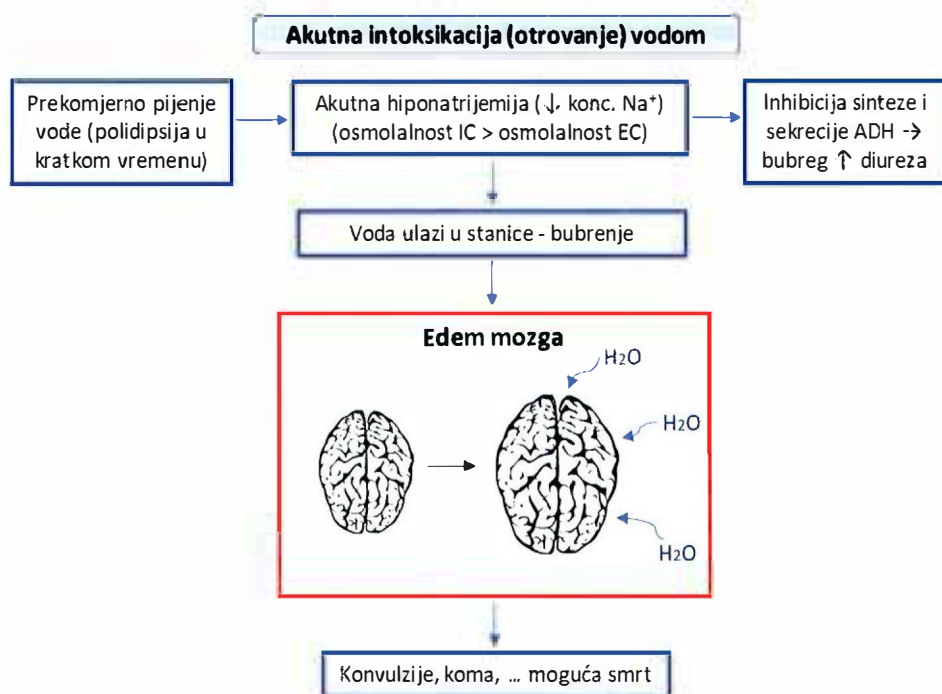 Akutna intoksikacija (otrovanje) vodom
Prekomjerno pijenje
vode (polidipsija u
kratkom vremenu)
Akutna hiponatrijemija (↓ konc. Na⁺)
(osmolalnost IC > osmolalnost EC)
Inhibicija sinteze i
sekrecije ADH →
bubreg ↑ diureza
Voda ulazi u stanice - bubrenje
Edem mozga
H₂O
H₂O
H₂O
Konvulzije, koma, ... moguća smrt